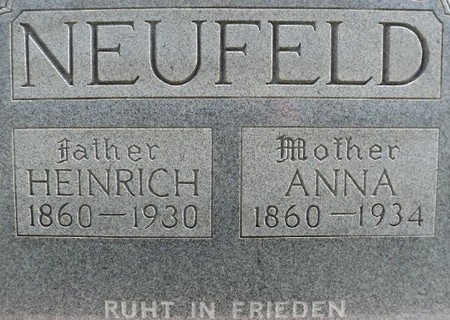 NEUFELD
Father
HEINRICH
1860—1930
Mother
ANNA
1860—1934
RUHT IN FRIEDEN